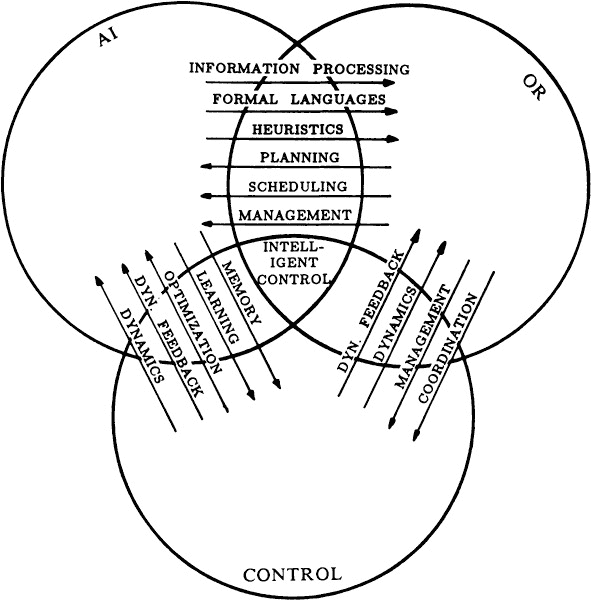 AI
OR
INFORMATION PROCESSING
FORMAL LANGUAGES
HEURISTICS
PLANNING
SCHEDULING
MANAGEMENT
INTELL-
IGENT
CONTROL
DYNAMICS
DYN. FEEDBACK
OPTIMIZATION
LEARNING
MEMORY
DYN. FEEDBACK
DYNAMICS
MANAGEMENT
COORDINATION
CONTROL